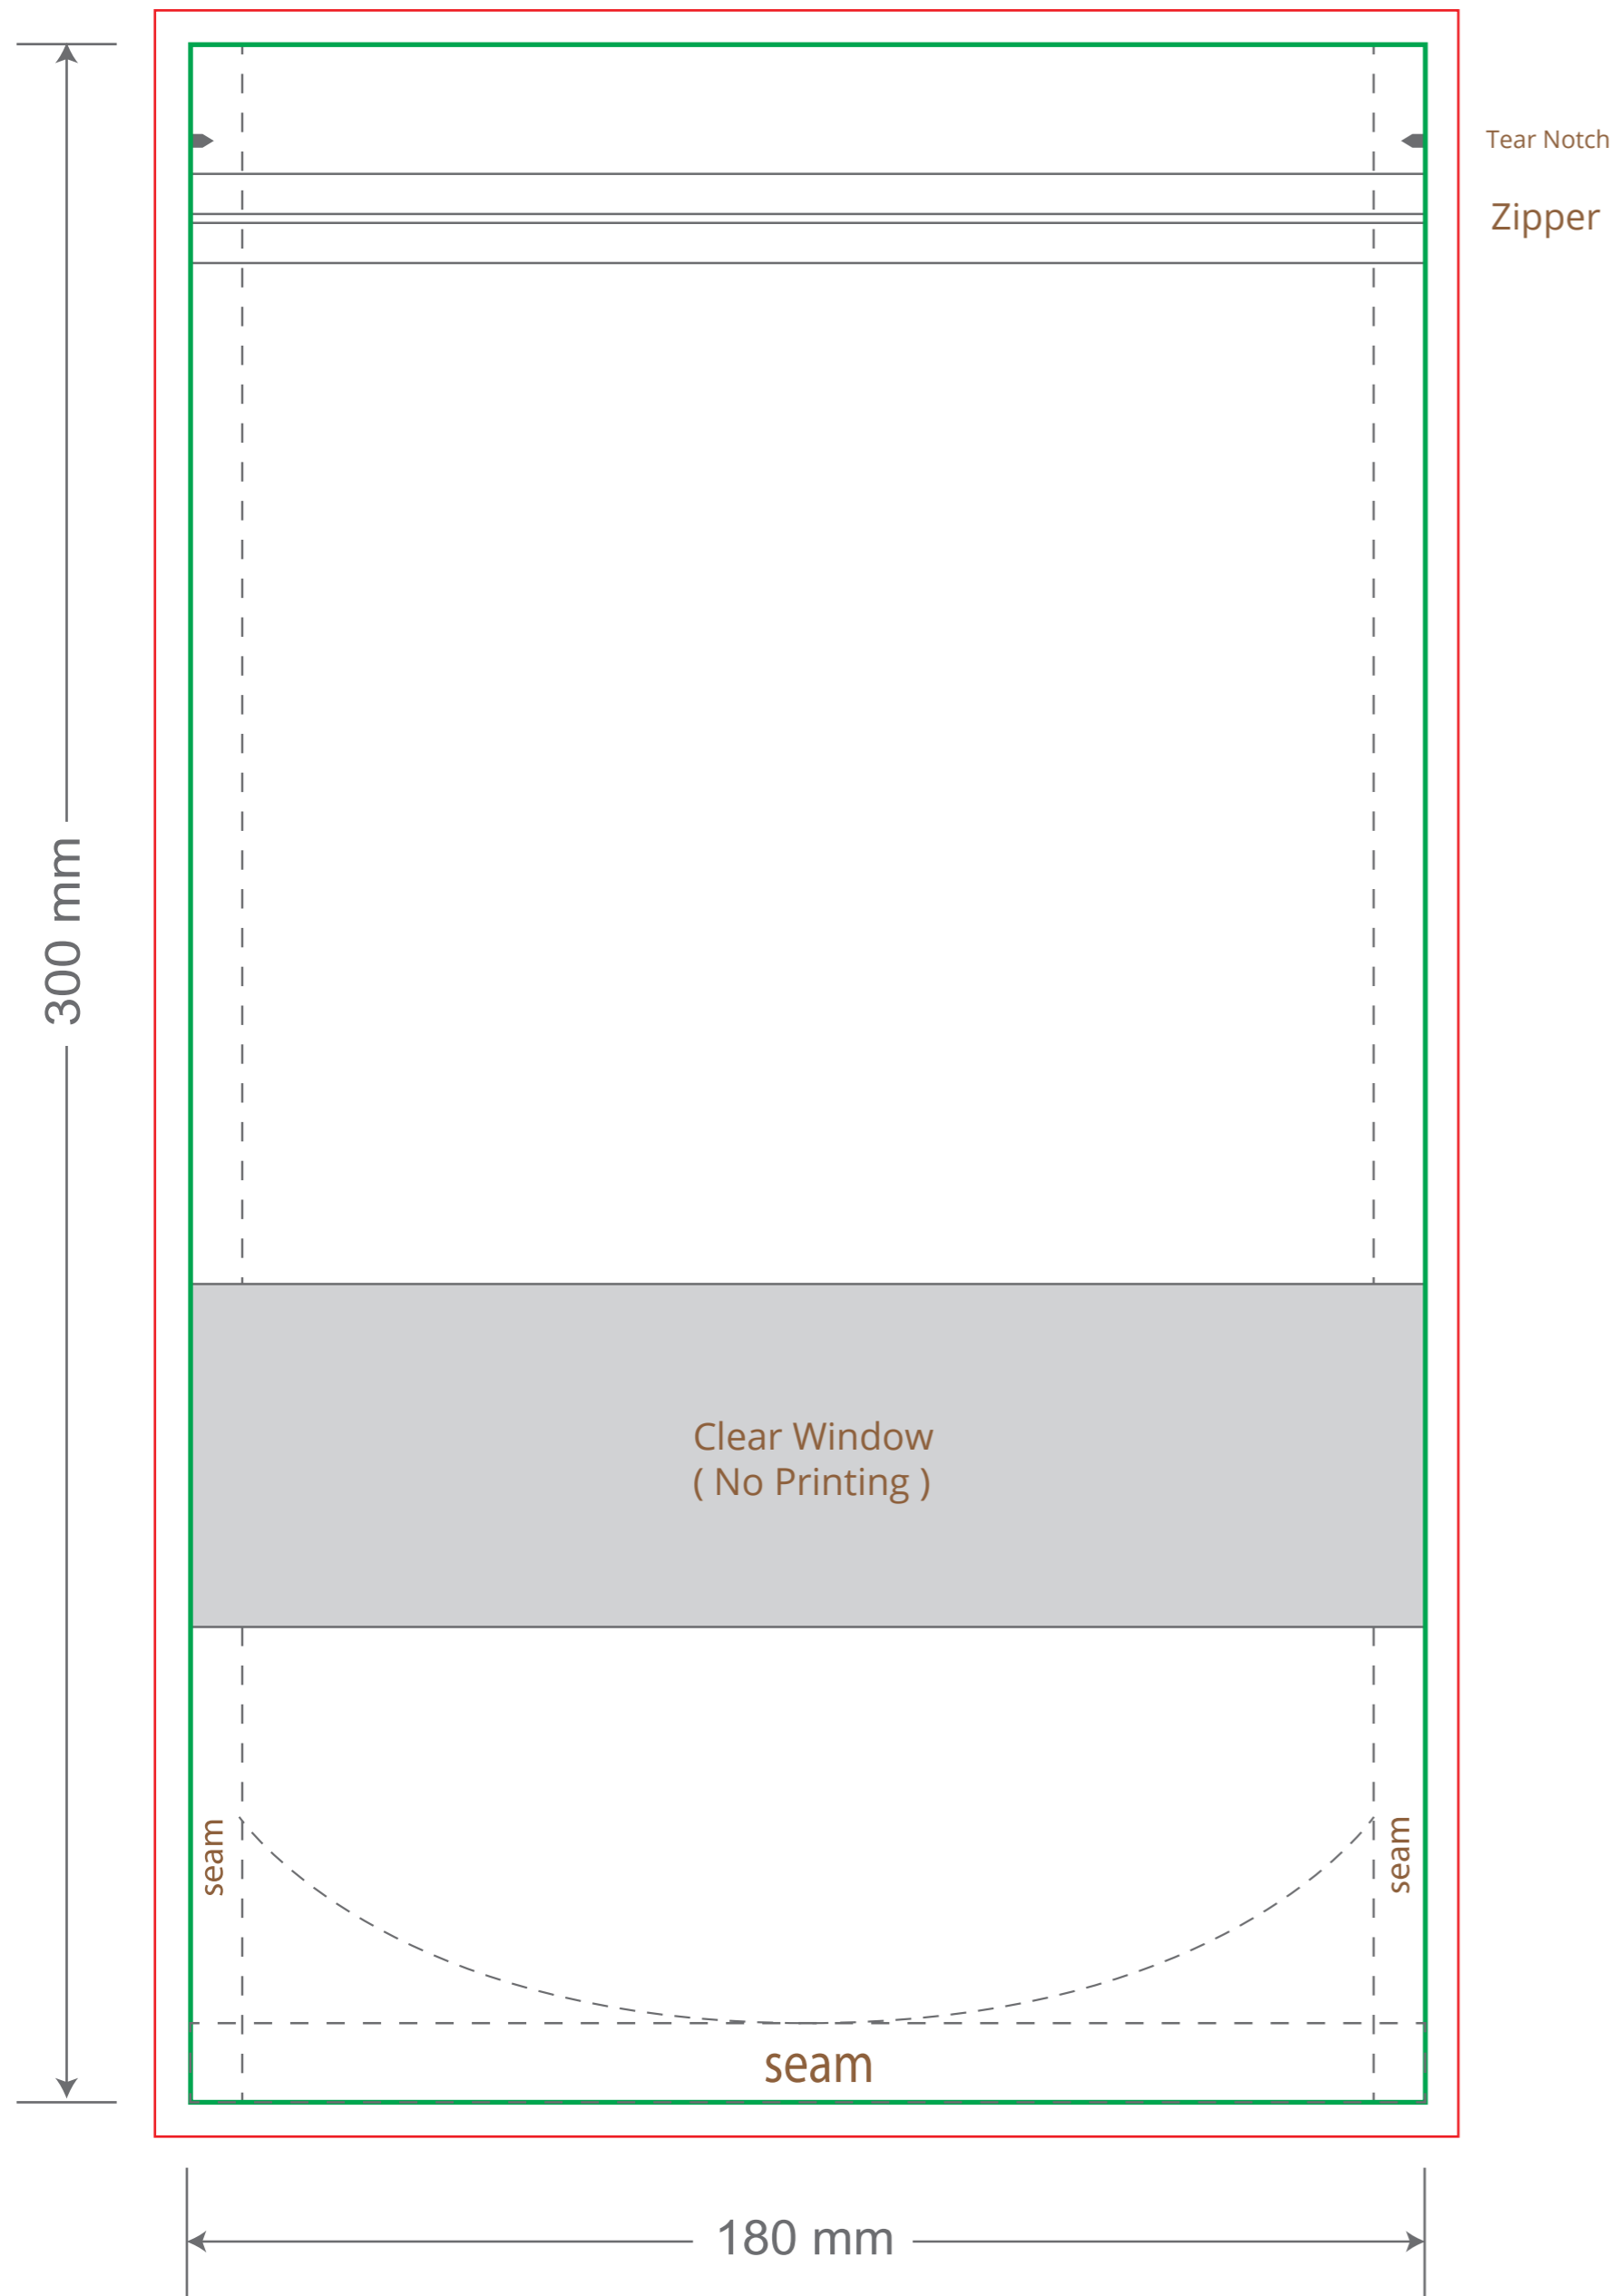 Tear Notch
Zipper
300 mm
Clear Window
( No Printing )
seam
seam
seam
180 mm